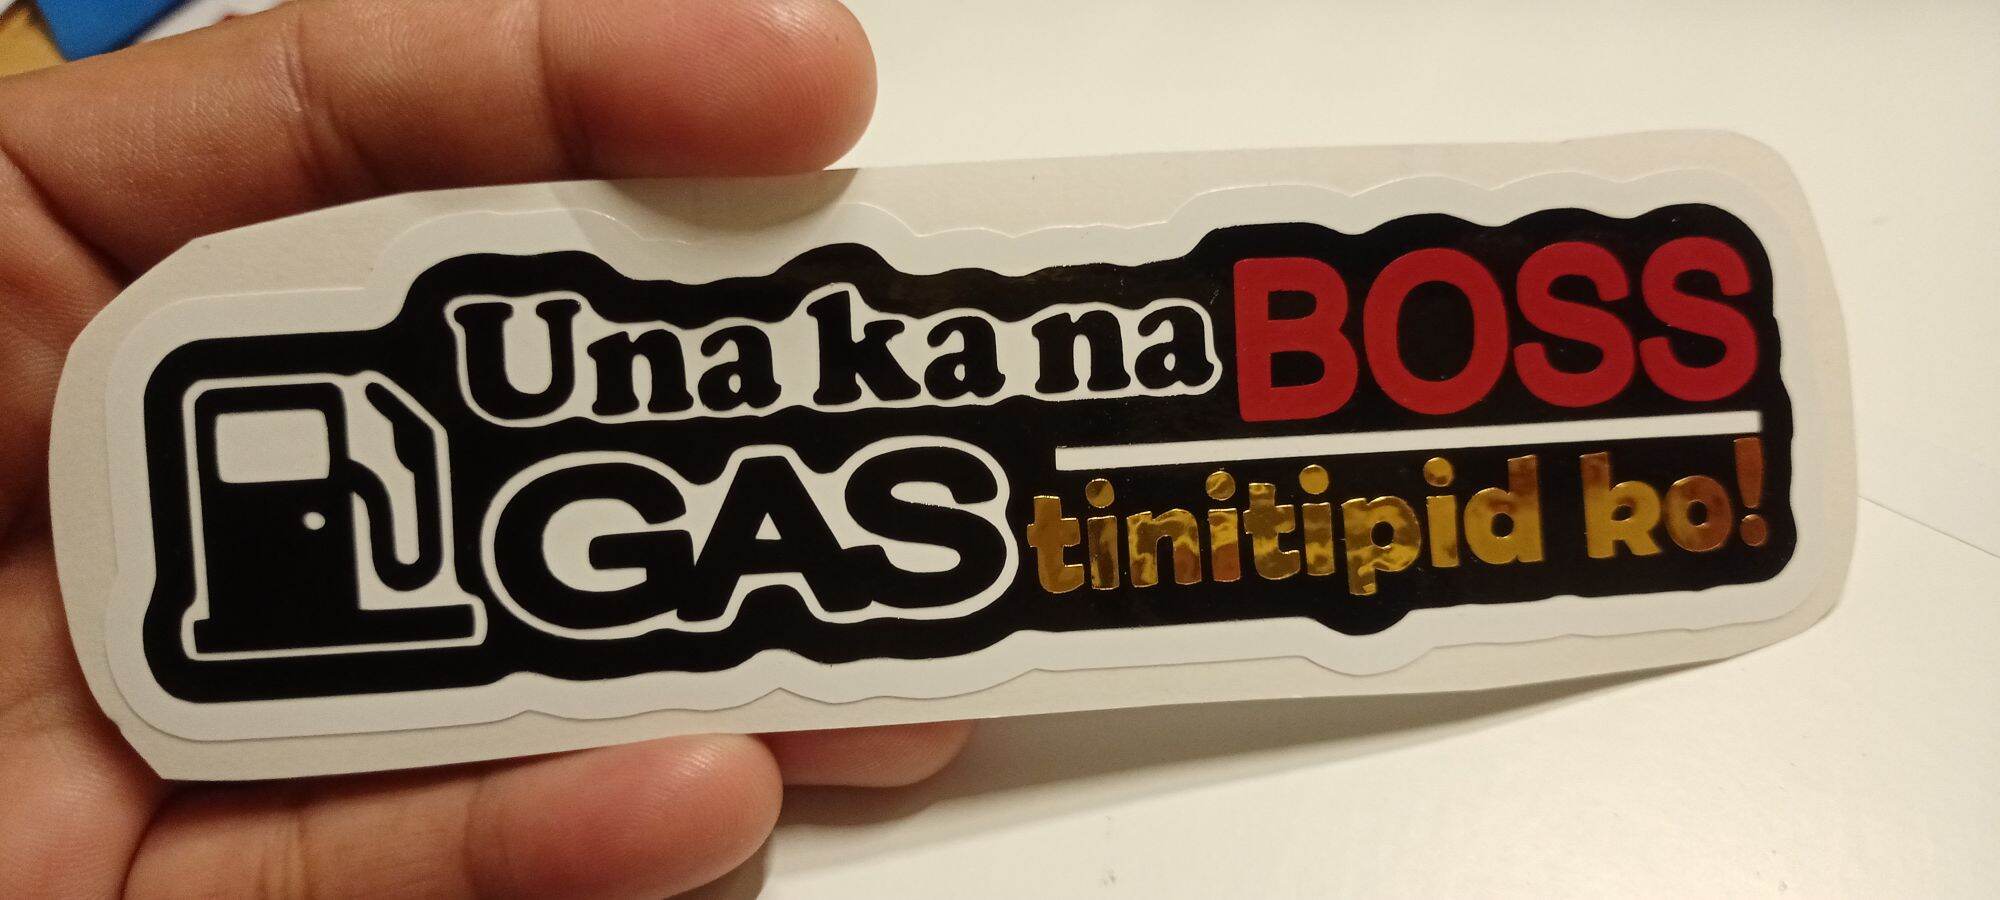 Una ka na BOSS
GAS tinitipid ko!